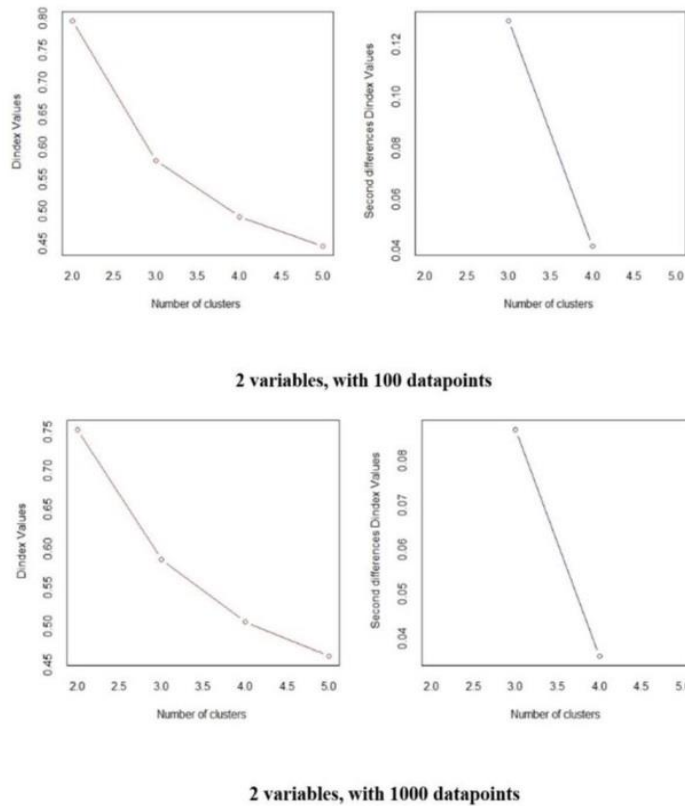 Dindex Values
0.80
0.70
0.65
0.60
0.55
0.50
0.45
2.0 2.5 3.0 3.5 4.0 4.5 5.0
Number of clusters
Second differences Dindex Values
0.12
0.10
0.08
0.06
0.04
2.0 2.5 3.0 3.5 4.0 4.5 5.0
Number of clusters
2 variables, with 100 datapoints
Dindex Values
0.75
0.70
0.65
0.60
0.55
0.50
0.45
2.0 2.5 3.0 3.5 4.0 4.5 5.0
Number of clusters
Second differences Dindex Values
0.08
0.07
0.06
0.05
0.04
2.0 2.5 3.0 3.5 4.0 4.5 5.0
Number of clusters
2 variables, with 1000 datapoints